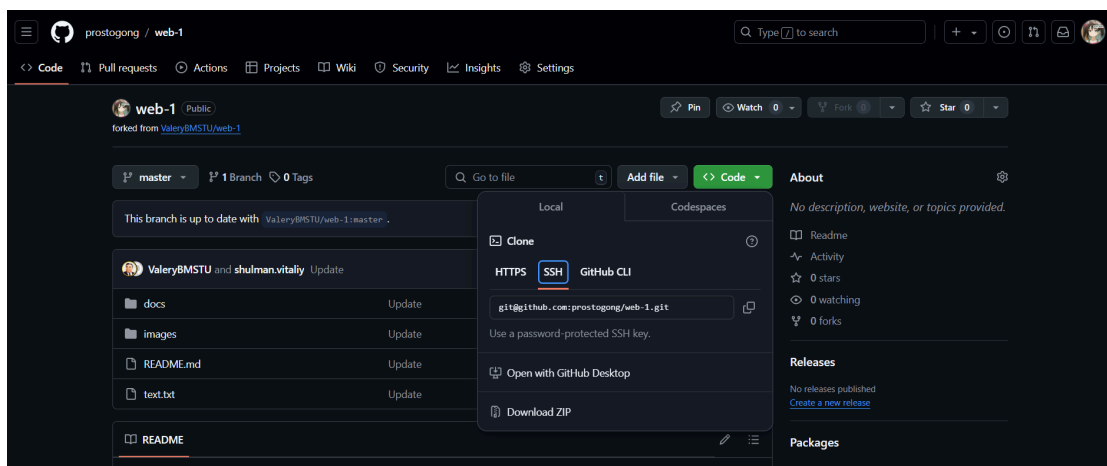 prostogong / web-1
Type / to search
Code Pull requests Actions Projects Wiki Security Insights Settings
web-1 Public
Pin Watch 0 Fork 0 Star 0
forked from ValeryBMSTU/web-1
master 1 Branch 0 Tags
Go to file t Add file Code
This branch is up to date with ValeryBMSTU/web-1:master .
ValeryBMSTU and shulman.vitaliy Update
docs Update
images Update
README.md Update
text.txt Update
README
Local Codespaces
Clone
HTTPS SSH GitHub CLI
git@github.com:prostogong/web-1.git
Use a password-protected SSH key.
Open with GitHub Desktop
Download ZIP
About
No description, website, or topics provided.
Readme
Activity
0 stars
0 watching
0 forks
Releases
No releases published
Create a new release
Packages